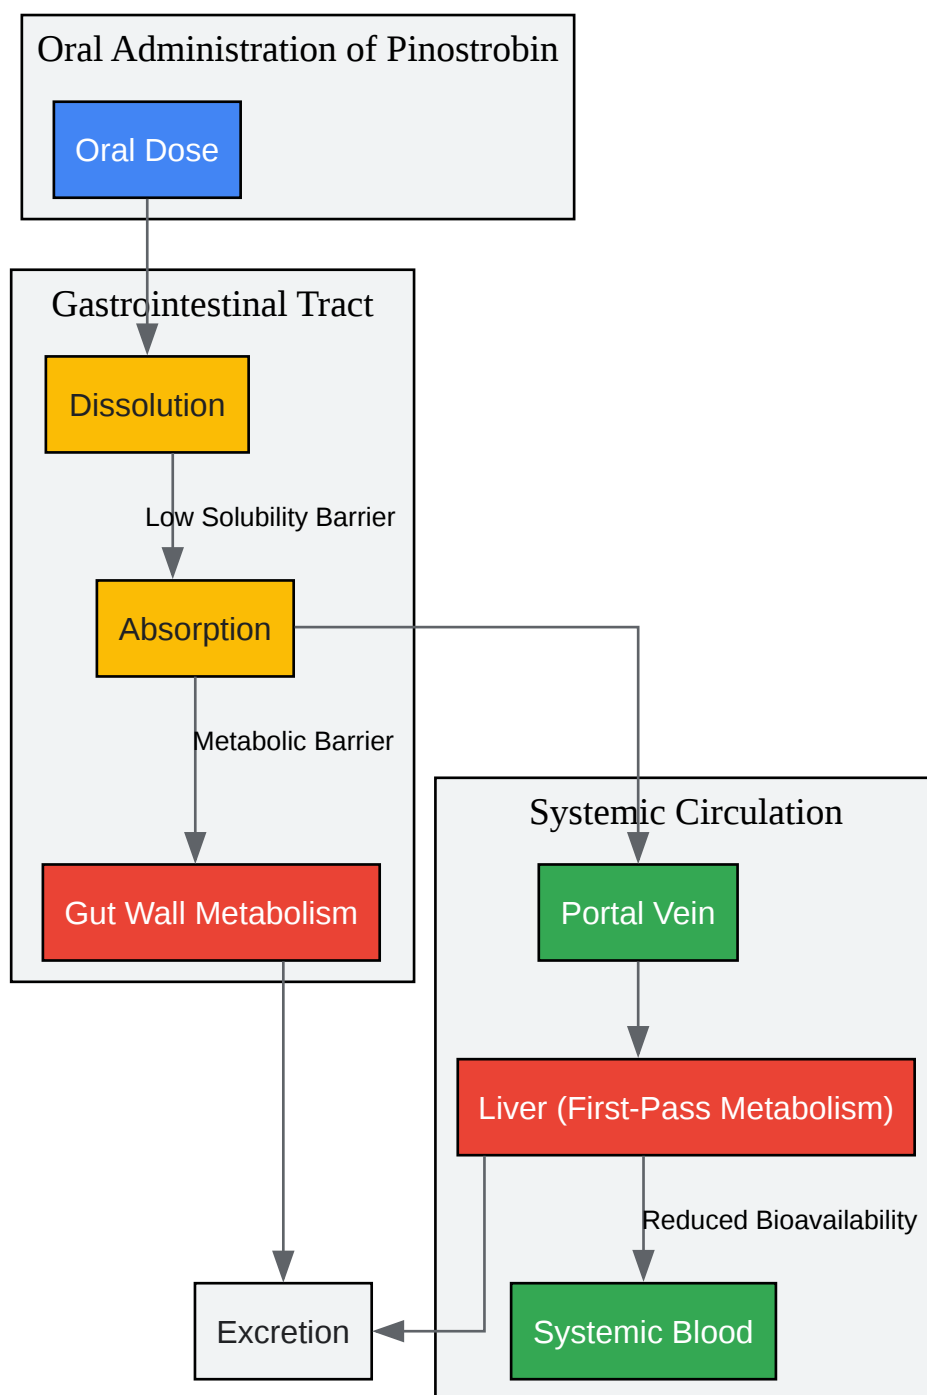 Oral Administration of Pinostrobin
Oral Dose
Gastrointestinal Tract
Dissolution
Low Solubility Barrier
Absorption
Metabolic Barrier
Gut Wall Metabolism
Systemic Circulation
Portal Vein
Liver (First-Pass Metabolism)
Reduced Bioavailability
Excretion
Systemic Blood